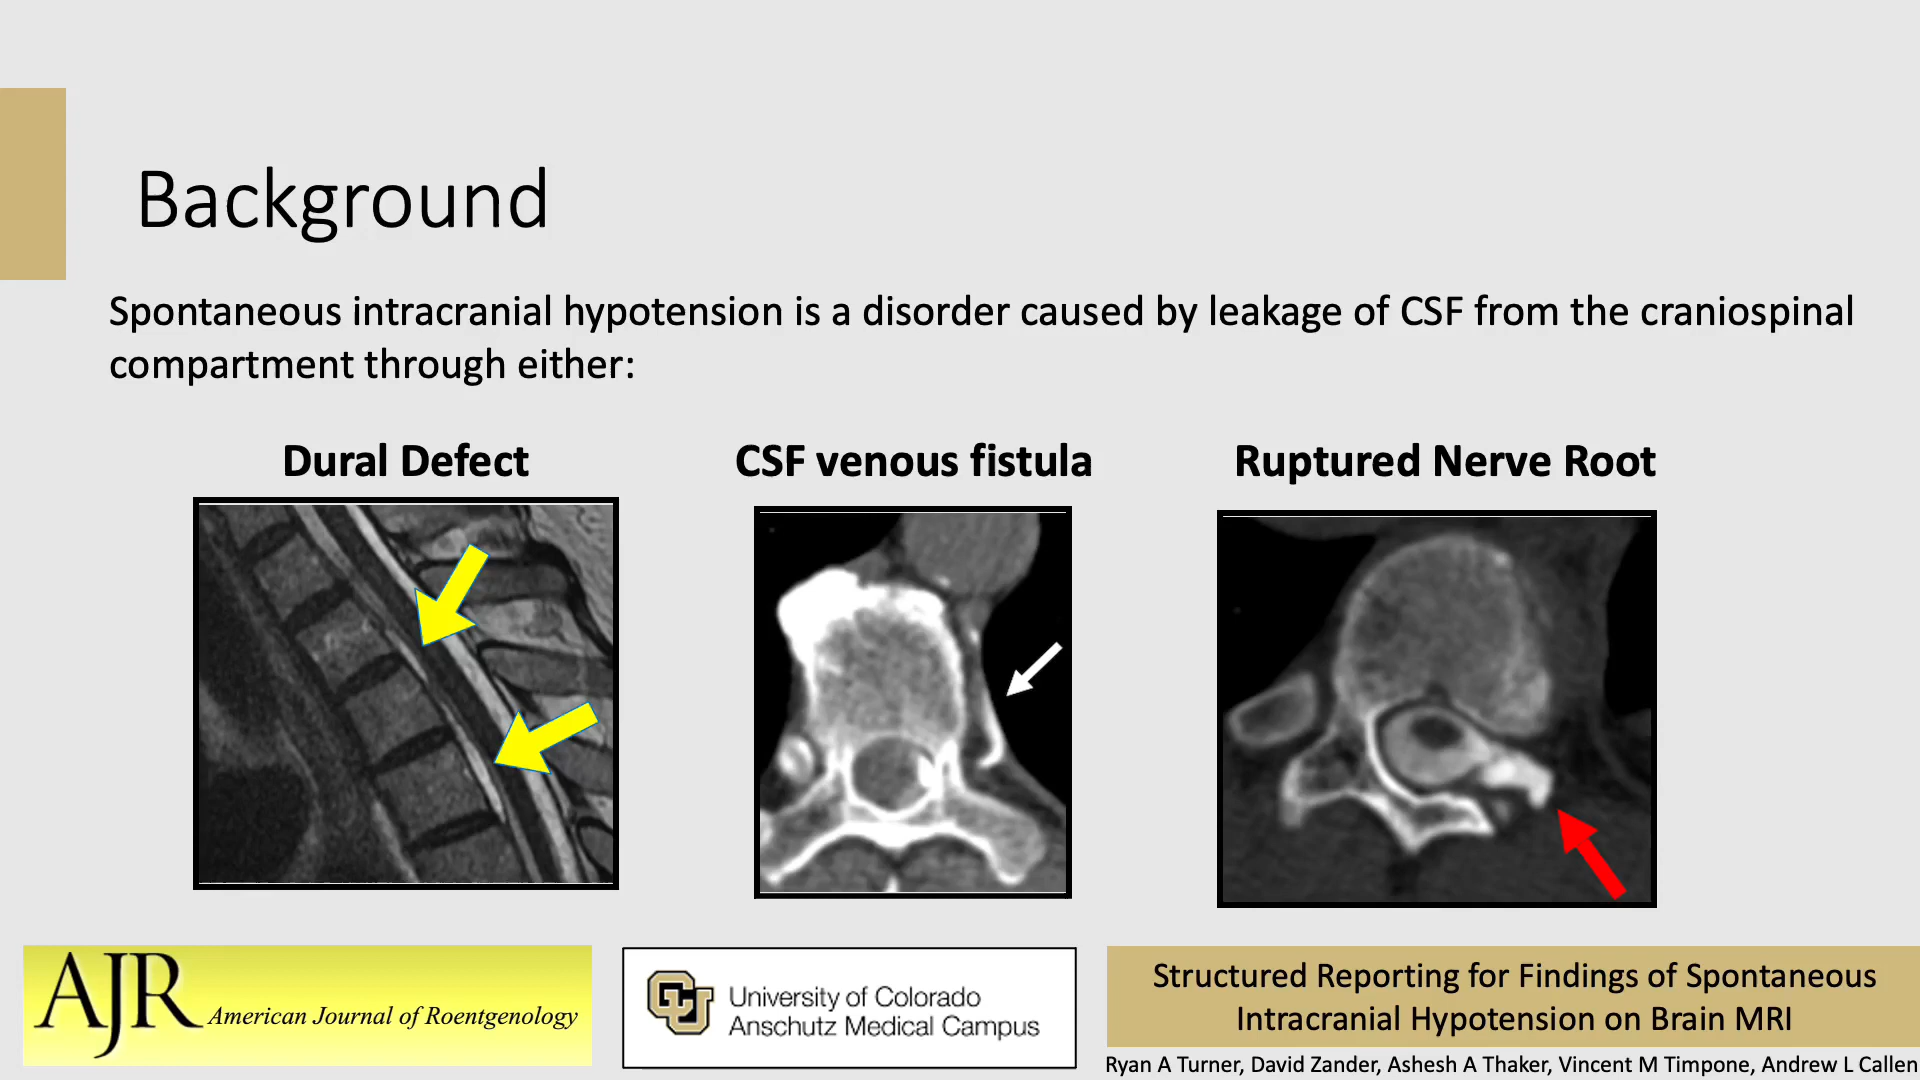 Background
Spontaneous intracranial hypotension is a disorder caused by leakage of CSF from the craniospinal
compartment through either:
Dural Defect
CSF venous fistula
Ruptured Nerve Root
AJR American Journal of Roentgenology
CU
University of Colorado
Anschutz Medical Campus
Structured Reporting for Findings of Spontaneous
Intracranial Hypotension on Brain MRI
Ryan A Turner, David Zander, Ashesh A Thaker, Vincent M Timpone, Andrew L Callen